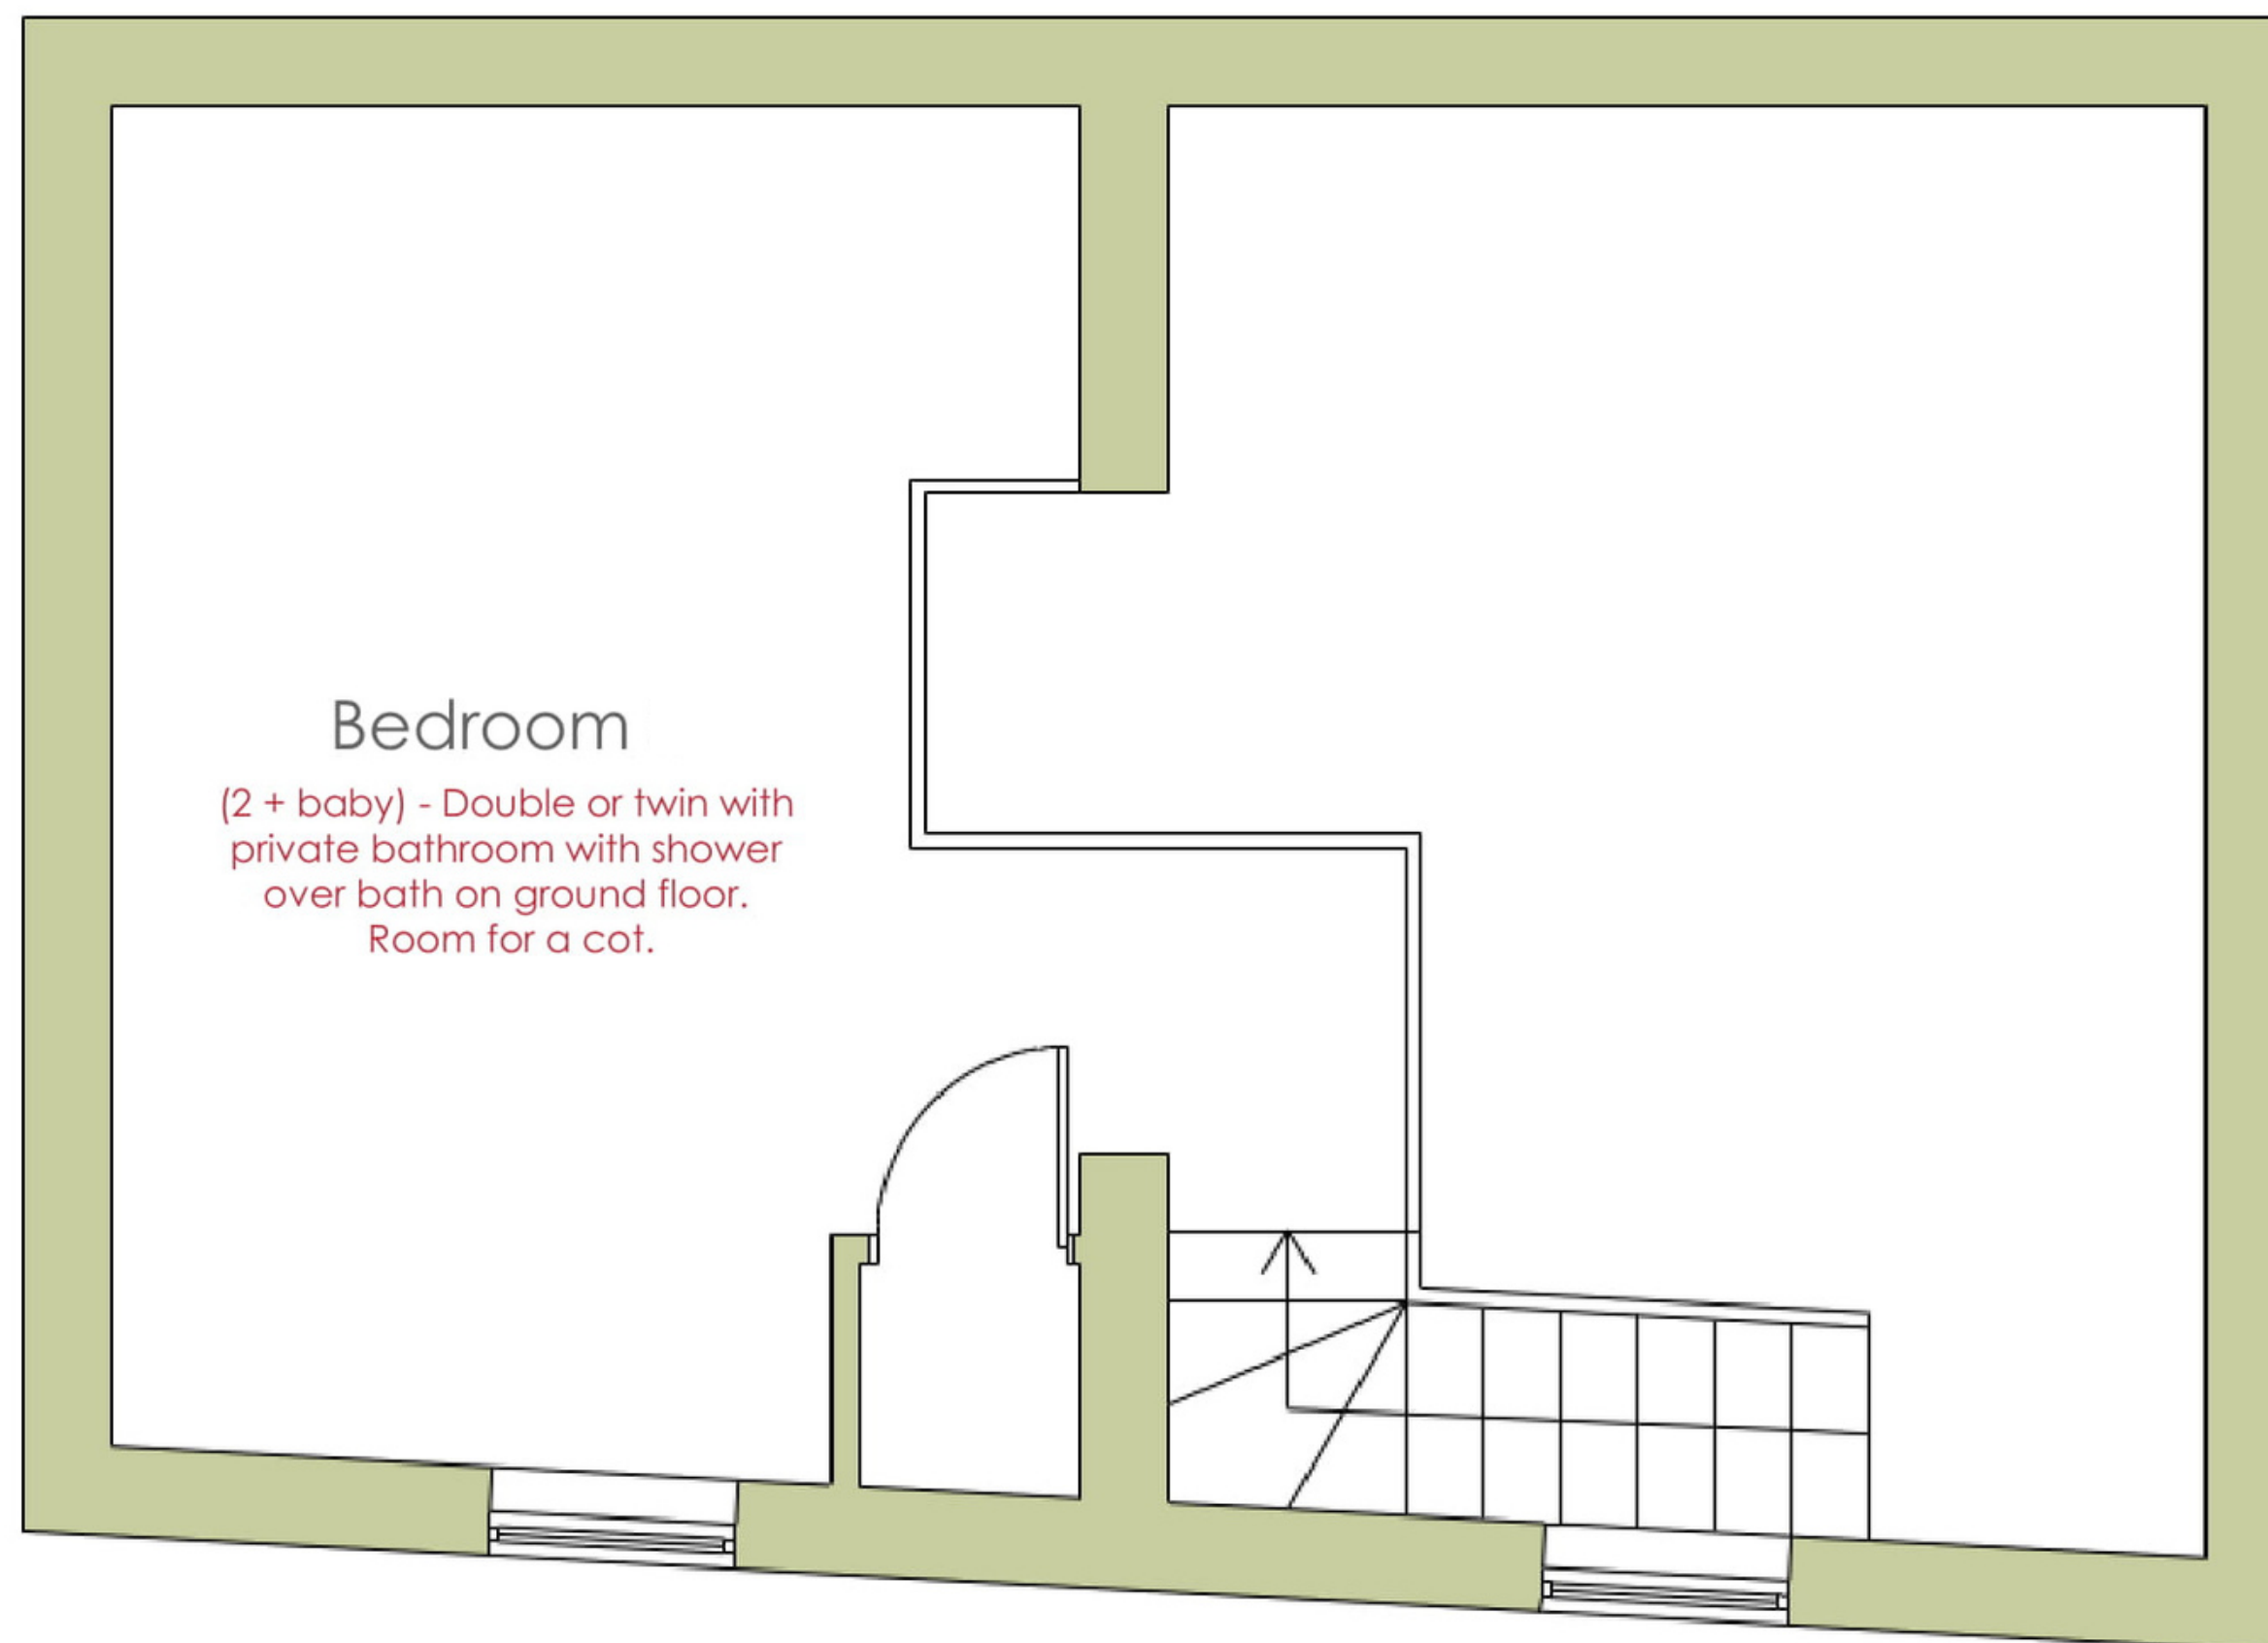 Bedroom
(2 + baby) - Double or twin with
private bathroom with shower
over bath on ground floor.
Room for a cot.